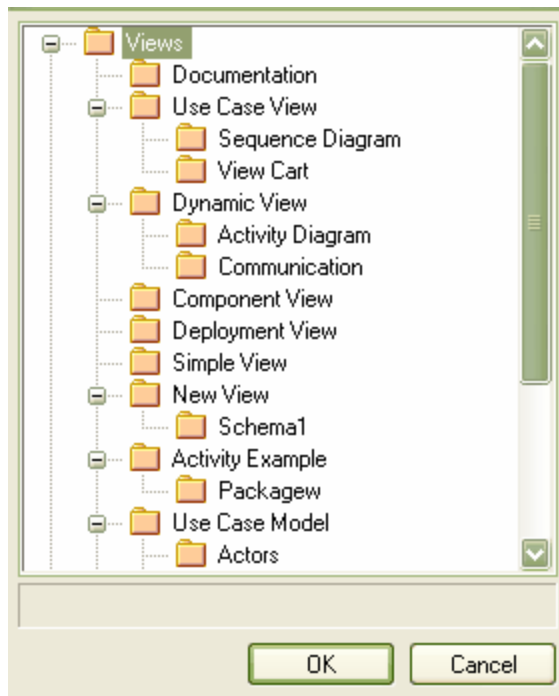 Views
Documentation
Use Case View
Sequence Diagram
View Cart
Dynamic View
Activity Diagram
Communication
Component View
Deployment View
Simple View
New View
Schema1
Activity Example
Packagew
Use Case Model
Actors
OK
Cancel